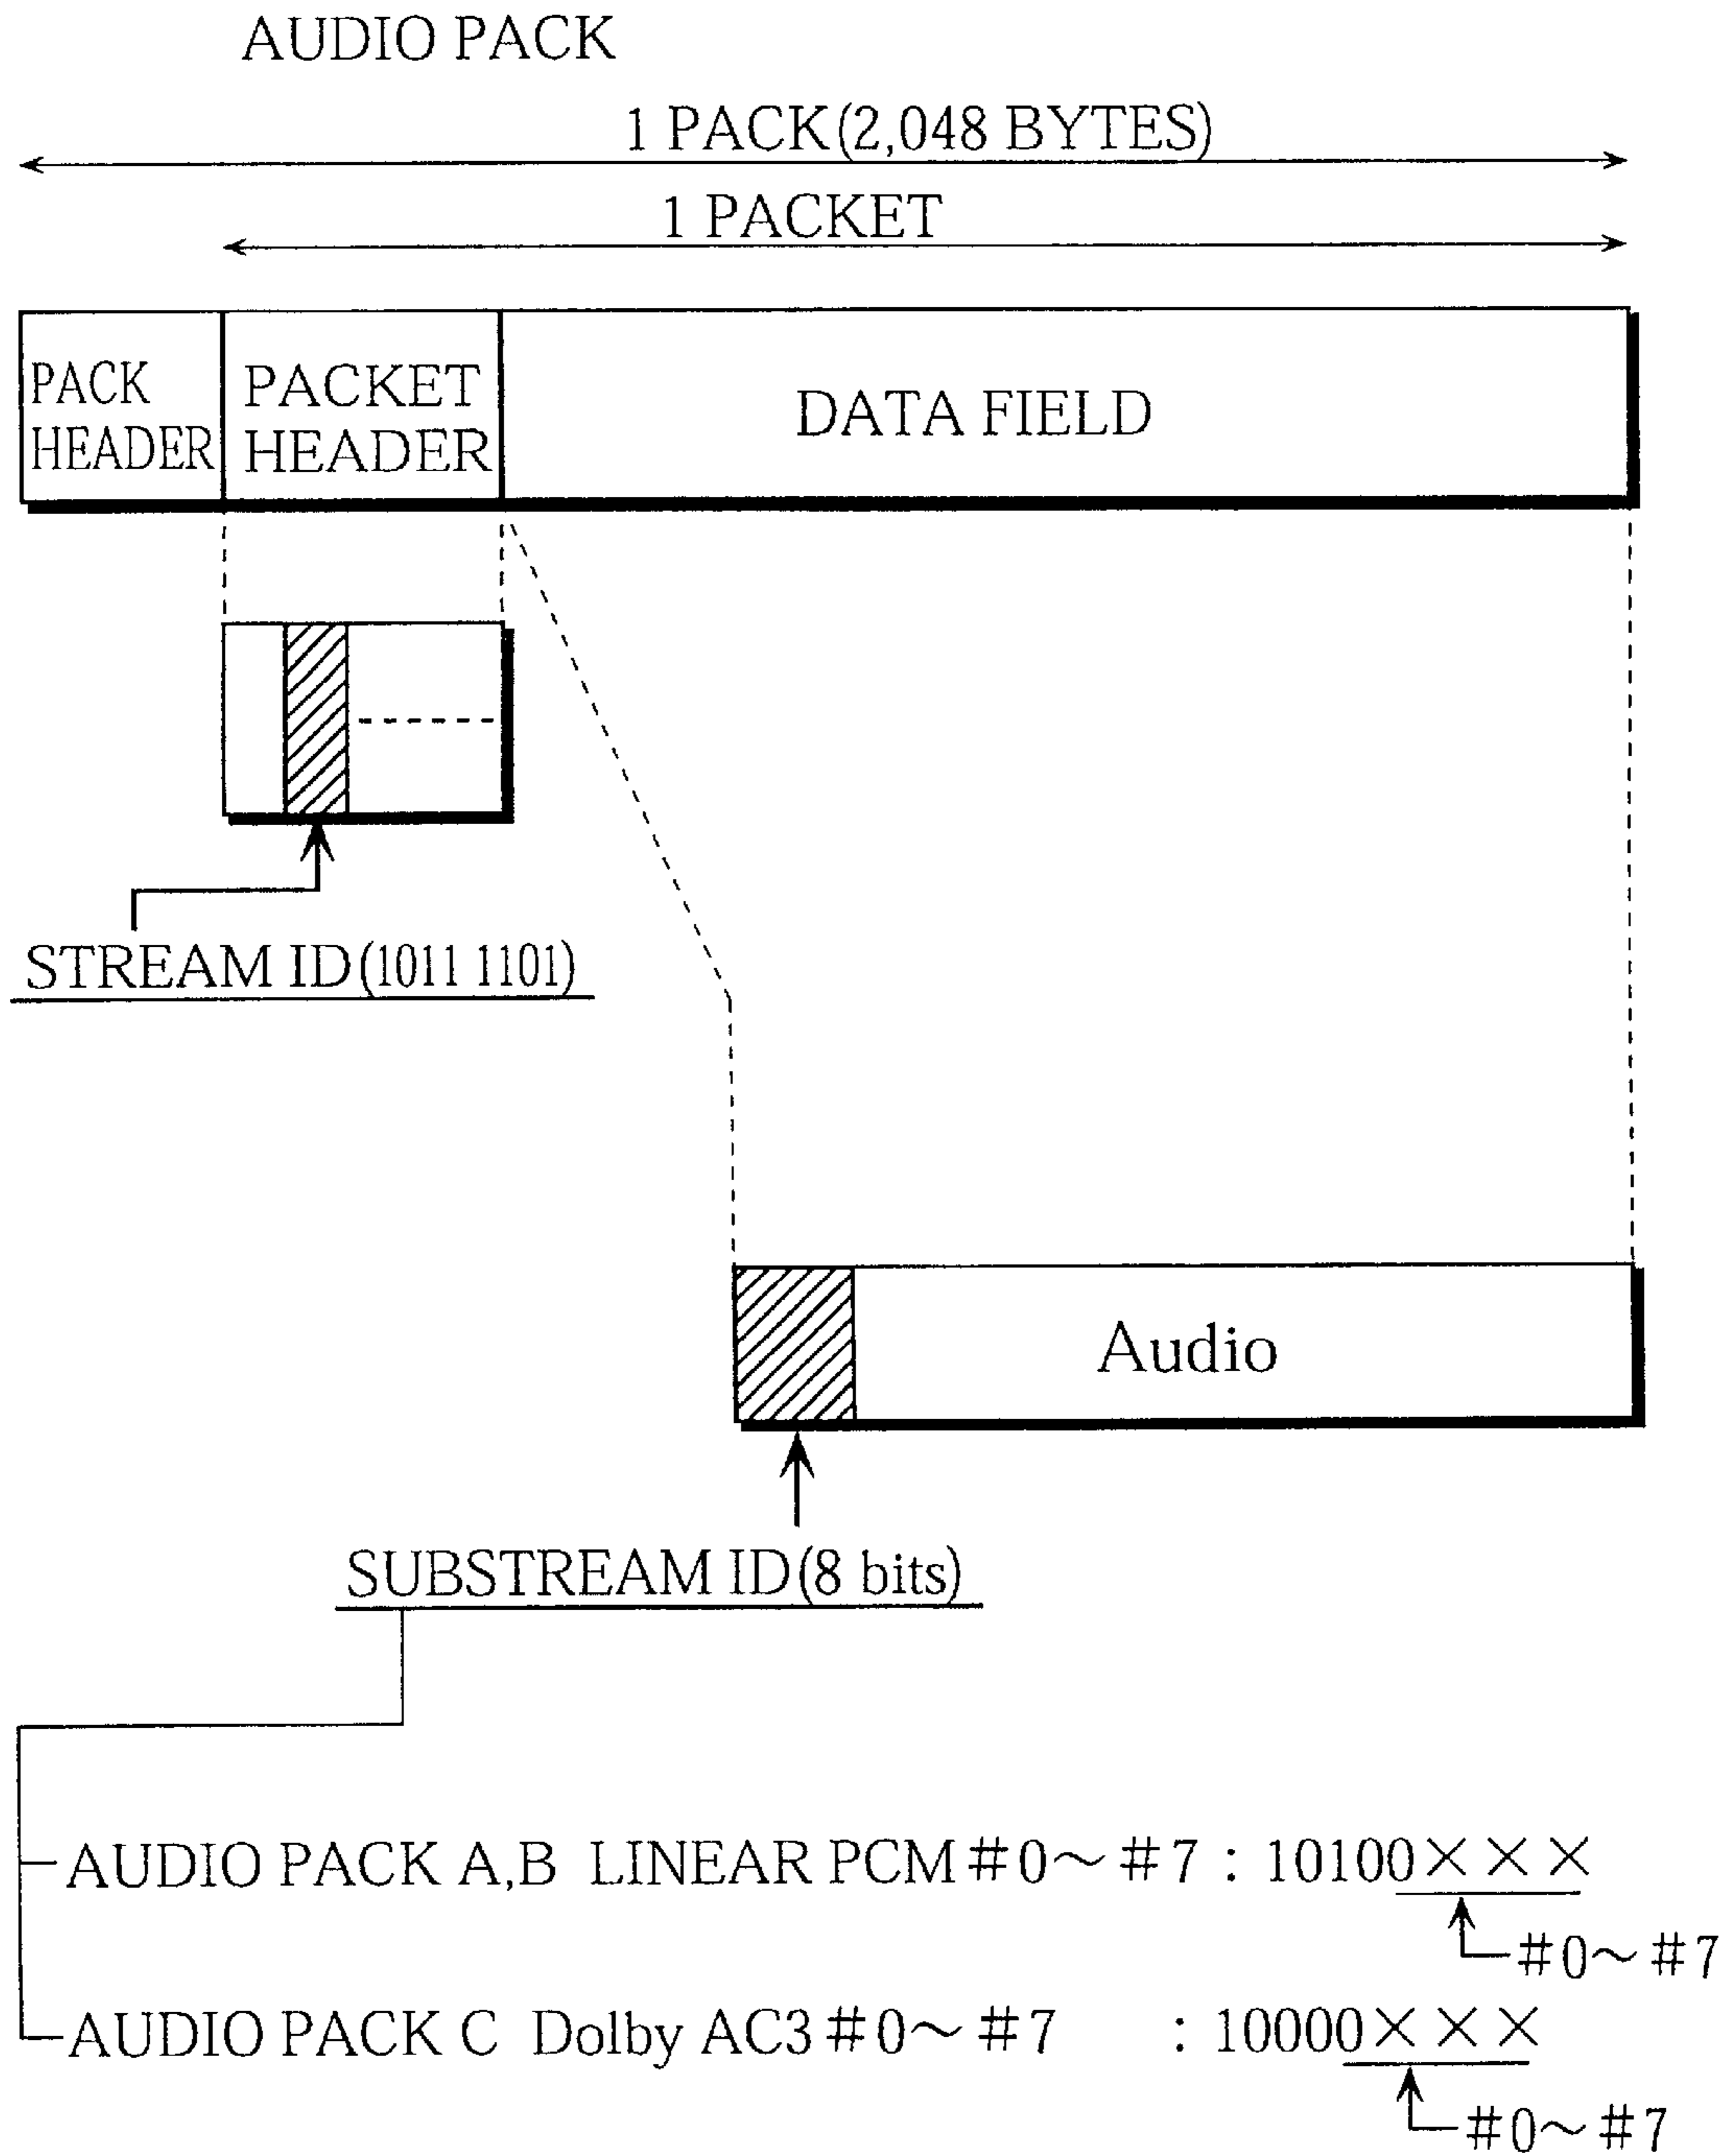 AUDIO PACK
1 PACK(2,048 BYTES)
1 PACKET
PACK HEADER
PACKET HEADER
DATA FIELD
STREAM ID(1011 1101)
Audio
SUBSTREAM ID(8 bits)
AUDIO PACK A,B LINEAR PCM #0～#7 : 10100×××
#0～#7
AUDIO PACK C Dolby AC3 #0～#7 : 10000×××
#0～#7